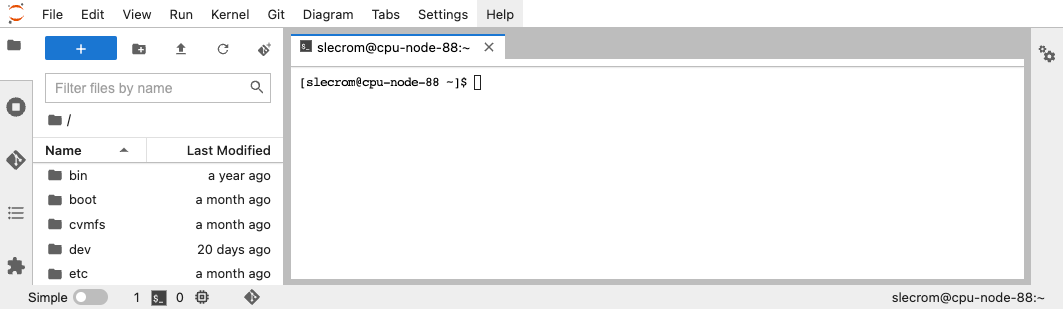 File Edit View Run Kernel Git Diagram Tabs Settings Help
+
slecrom@cpu-node-88:~ ×
Filter files by name
[slecrom@cpu-node-88 ~]$
/
Name Last Modified
bin a year ago
boot a month ago
cvmfs a month ago
dev 20 days ago
etc a month ago
Simple 1 $_ 0 slecrom@cpu-node-88:~